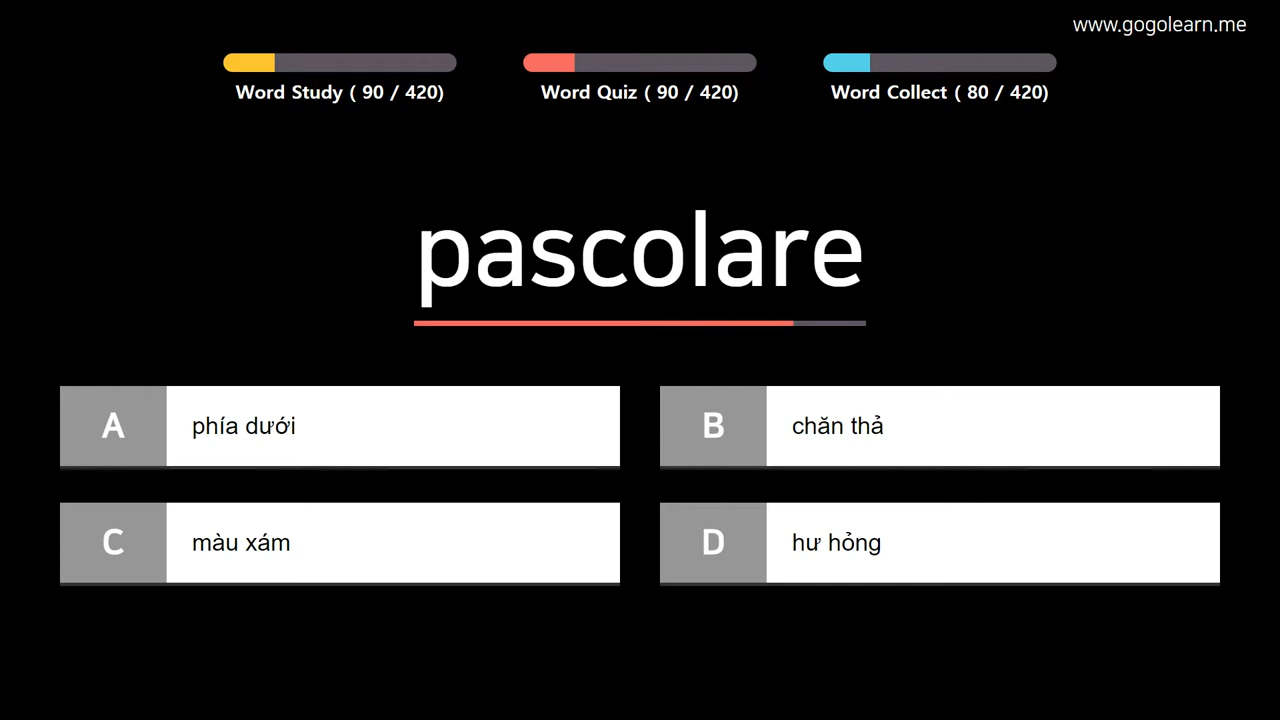 www.gogolearn.me
Word Study ( 90 / 420)
Word Quiz ( 90 / 420)
Word Collect ( 80 / 420)
pascolare
A phía dưới
B chăn thả
C màu xám
D hư hỏng